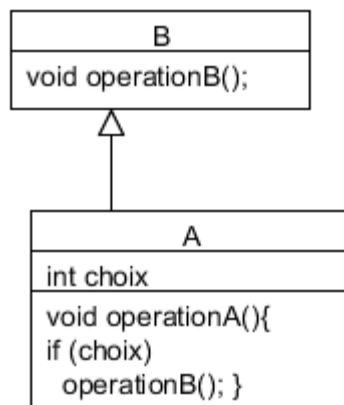 B
void operationB();
A
int choix
void operationA(){
if (choix)
operationB(); }